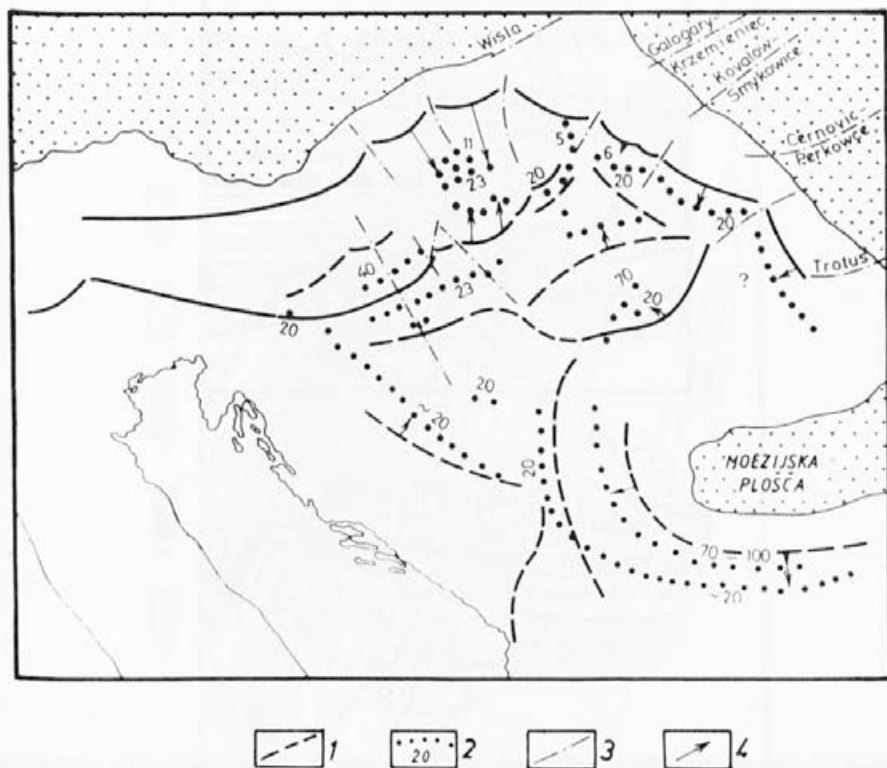 Wisla
Galogary
Krzemieniec
Kovalow-
Smykowice
Cernovic-
Perkowce
11
5
6
23
20
20
20
Trotus
?
40
23
70
20
20
20
~20
20
MOEZIJSKA
PLOSCA
70 - 100
~20
1
20 2
3
4